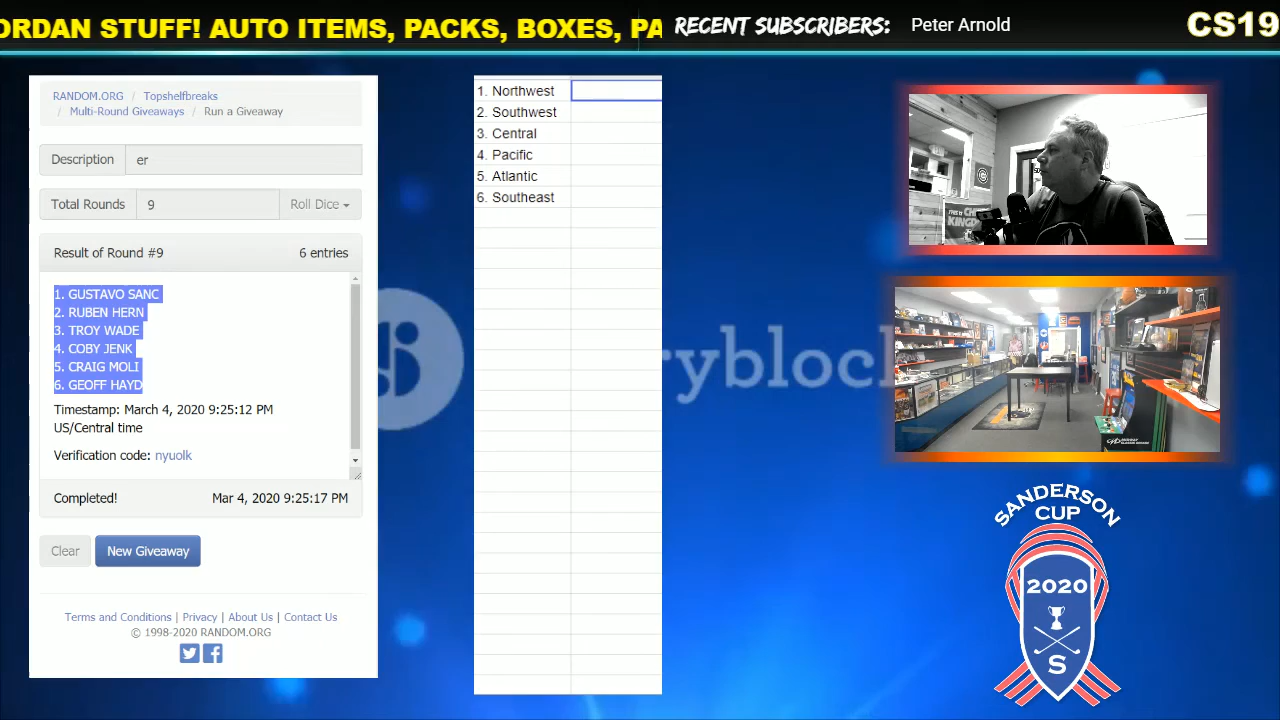 ORDAN STUFF! AUTO ITEMS, PACKS, BOXES, PA
RECENT SUBSCRIBERS: Peter Arnold
CS19
RANDOM.ORG / Topshelfbreaks
/ Multi-Round Giveaways / Run a Giveaway
Description er
Total Rounds 9 Roll Dice
Result of Round #9 6 entries
1. GUSTAVO SANC
2. RUBEN HERN
3. TROY WADE
4. COBY JENK
5. CRAIG MOLI
6. GEOFF HAYD
Timestamp: March 4, 2020 9:25:12 PM
US/Central time
Verification code: nyuolk
Completed! Mar 4, 2020 9:25:17 PM
Clear New Giveaway
Terms and Conditions | Privacy | About Us | Contact Us
© 1998-2020 RANDOM.ORG
1. Northwest
2. Southwest
3. Central
4. Pacific
5. Atlantic
6. Southeast
ryblock
SANDERSON
CUP
2020
S